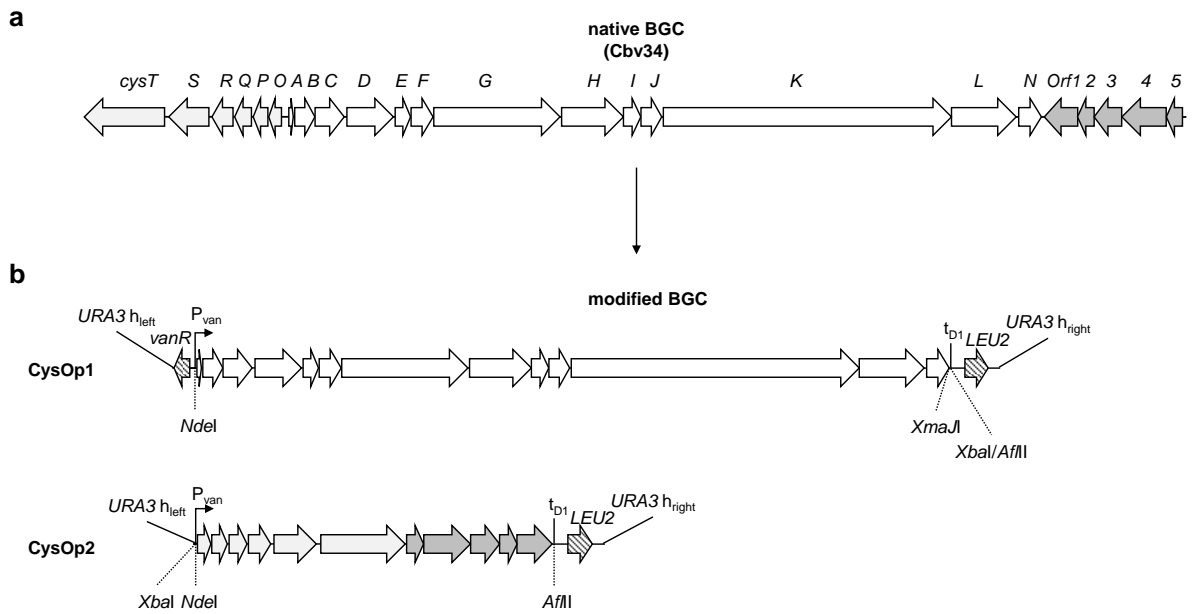 a
native BGC
(Cbv34)
cysT S R Q P O A B C D E F G H I J K L N Orf1 2 3 4 5
b
modified BGC
URA3 hleft
vanR
Pvan
tD1
LEU2
URA3 hright
CysOp1
NdeI
XmaJI
XbaI/AflII
URA3 hleft
Pvan
tD1
LEU2
URA3 hright
CysOp2
XbaI NdeI
AflII